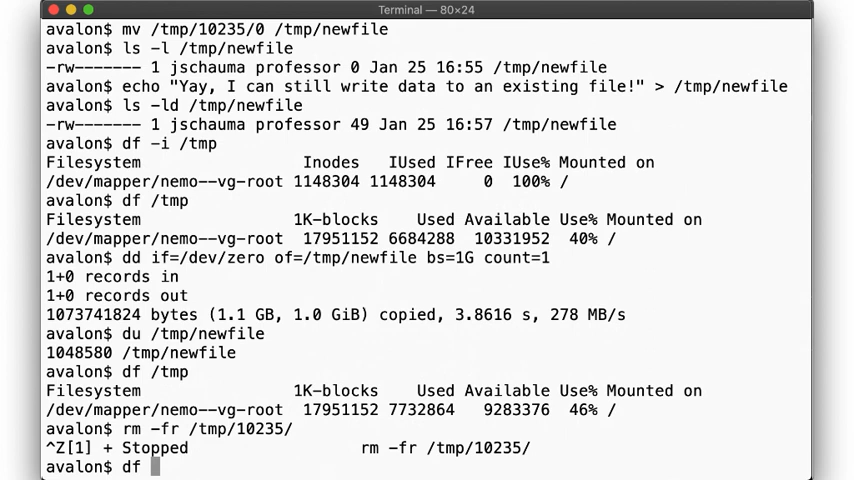 Terminal — 80×24
avalon$ mv /tmp/10235/0 /tmp/newfile
avalon$ ls -l /tmp/newfile
-rw------- 1 jschauma professor 0 Jan 25 16:55 /tmp/newfile
avalon$ echo "Yay, I can still write data to an existing file!" > /tmp/newfile
avalon$ ls -ld /tmp/newfile
-rw------- 1 jschauma professor 49 Jan 25 16:57 /tmp/newfile
avalon$ df -i /tmp
Filesystem                 Inodes   IUsed IFree IUse% Mounted on
/dev/mapper/nemo--vg-root 1148304 1148304     0  100% /
avalon$ df /tmp
Filesystem                1K-blocks    Used Available Use% Mounted on
/dev/mapper/nemo--vg-root  17951152 6684288  10331952  40% /
avalon$ dd if=/dev/zero of=/tmp/newfile bs=1G count=1
1+0 records in
1+0 records out
1073741824 bytes (1.1 GB, 1.0 GiB) copied, 3.8616 s, 278 MB/s
avalon$ du /tmp/newfile
1048580 /tmp/newfile
avalon$ df /tmp
Filesystem                1K-blocks    Used Available Use% Mounted on
/dev/mapper/nemo--vg-root  17951152 7732864   9283376  46% /
avalon$ rm -fr /tmp/10235/
^Z[1] + Stopped                  rm -fr /tmp/10235/
avalon$ df